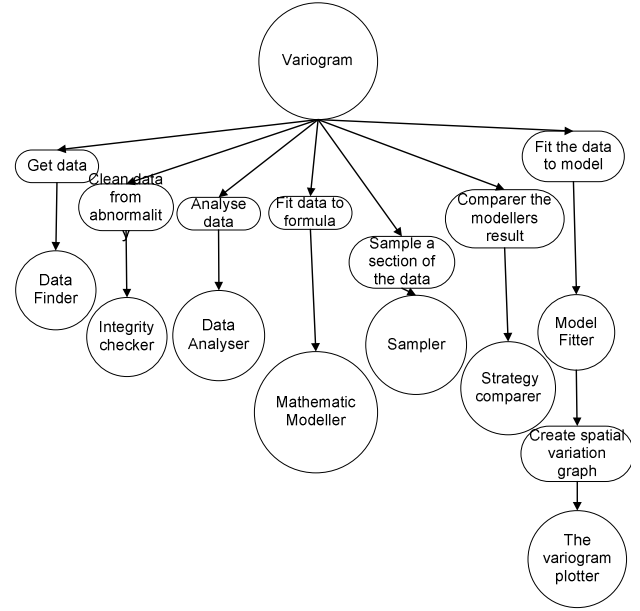 Variogram
Get data
Clean data
from
abnormalit
y
Analyse
data
Fit data to
formula
Sample a
section of
the data
Comparer the
modellers
result
Fit the data
to model
Data
Finder
Integrity
checker
Data
Analyser
Mathematic
Modeller
Sampler
Strategy
comparer
Model
Fitter
Create spatial
variation
graph
The
variogram
plotter